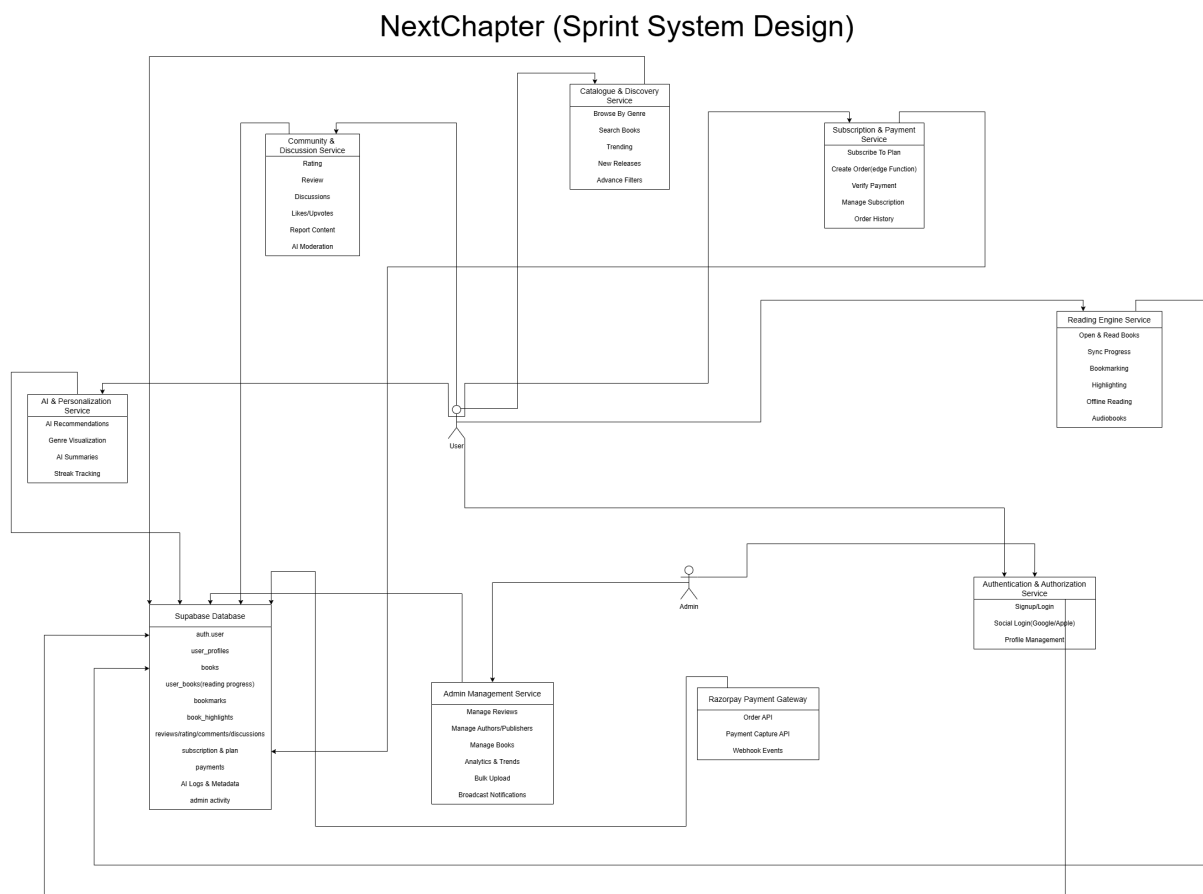 NextChapter (Sprint System Design)
Catalogue & Discovery
Service
Browse By Genre
Search Books
Trending
New Releases
Advance Filters
Community &
Discussion Service
Rating
Review
Discussions
Likes/Upvotes
Report Content
AI Moderation
Subscription & Payment
Service
Subscribe To Plan
Create Order(edge Function)
Verify Payment
Manage Subscription
Order History
Reading Engine Service
Open & Read Books
Sync Progress
Bookmarking
Highlighting
Offline Reading
Audiobooks
AI & Personalization
Service
AI Recommendations
Genre Visualization
AI Summaries
Streak Tracking
User
Admin
Authentication & Authorization
Service
Signup/Login
Social Login(Google/Apple)
Profile Management
Supabase Database
auth.user
user_profiles
books
user_books(reading progress)
bookmarks
book_highlights
reviews/rating/comments/discussions
subscription & plan
payments
AI Logs & Metadata
admin activity
Admin Management Service
Manage Reviews
Manage Authors/Publishers
Manage Books
Analytics & Trends
Bulk Upload
Broadcast Notifications
Razorpay Payment Gateway
Order API
Payment Capture API
Webhook Events